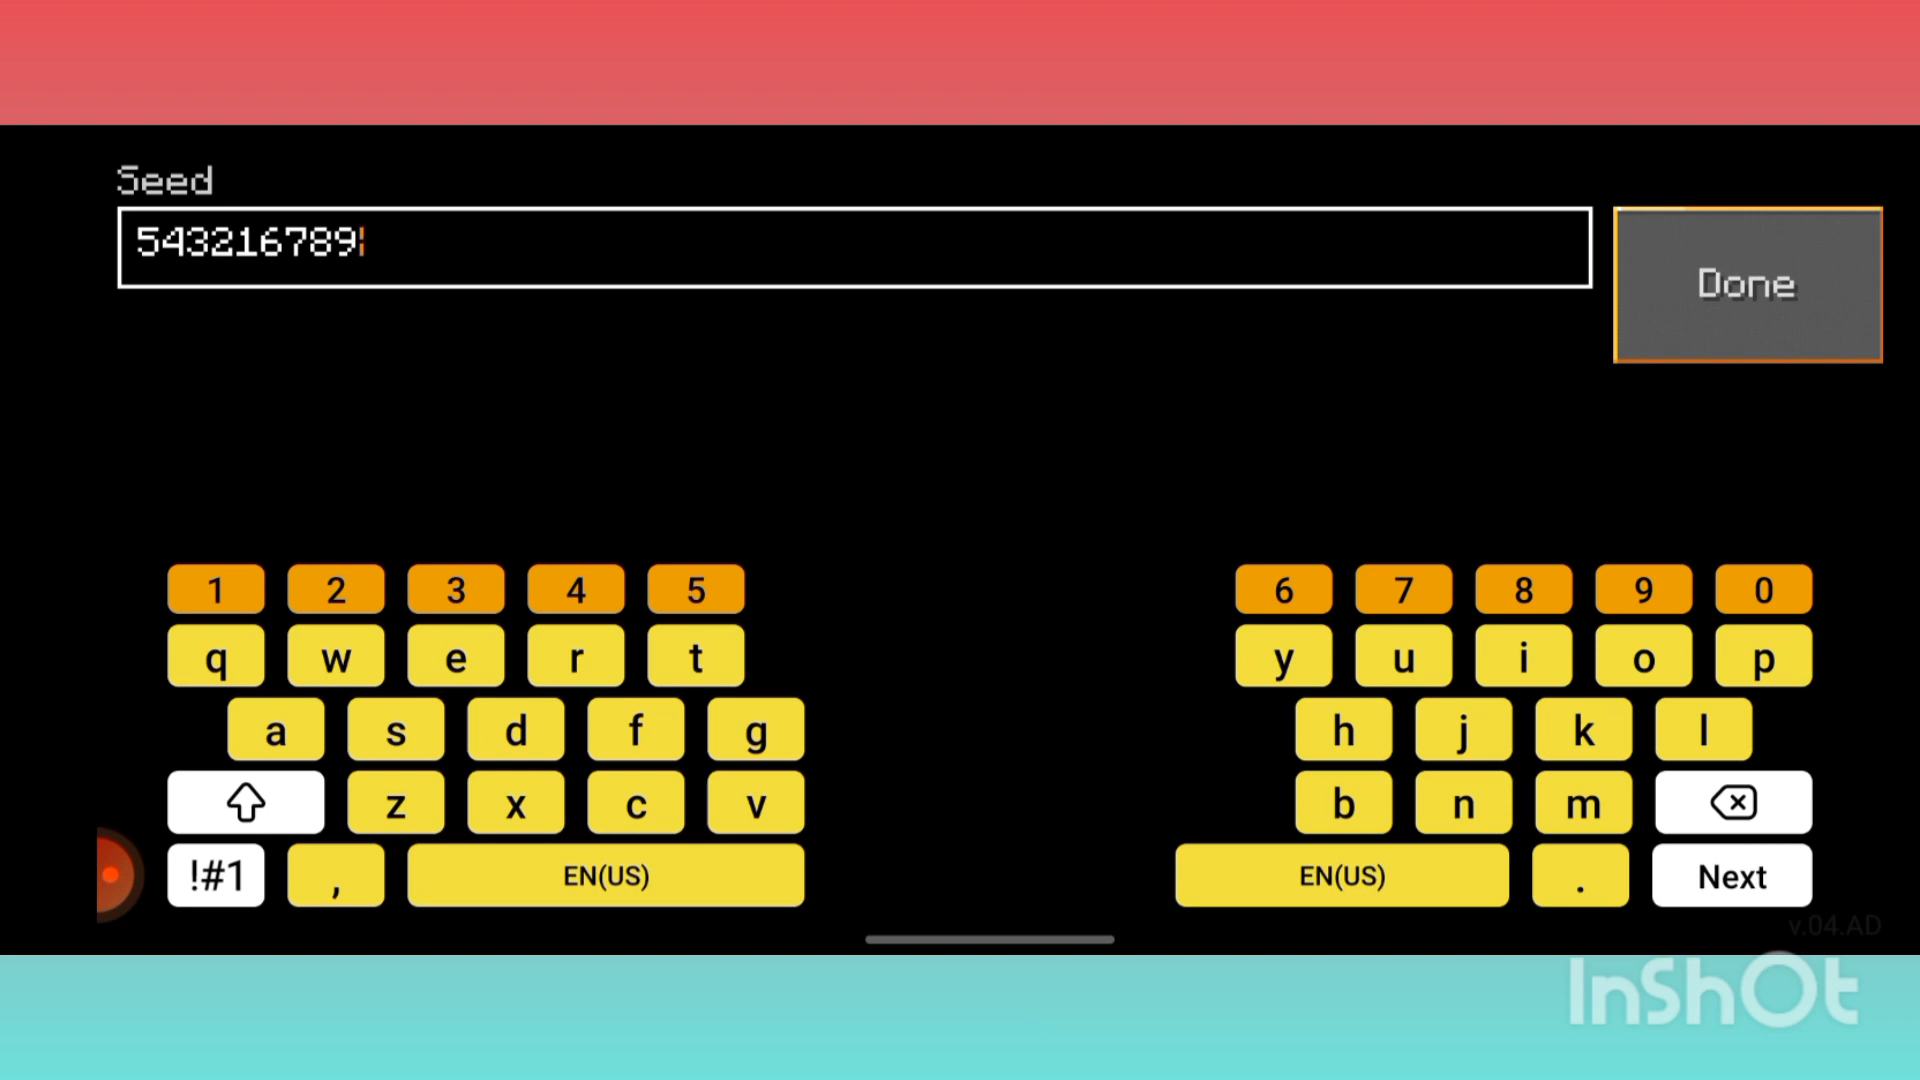 Seed
543216789
Done
1 2 3 4 5 6 7 8 9 0
q w e r t y u i o p
a s d f g h j k l
z x c v b n m
!#1 , EN(US) EN(US) . Next
v.04.AD
InShOt